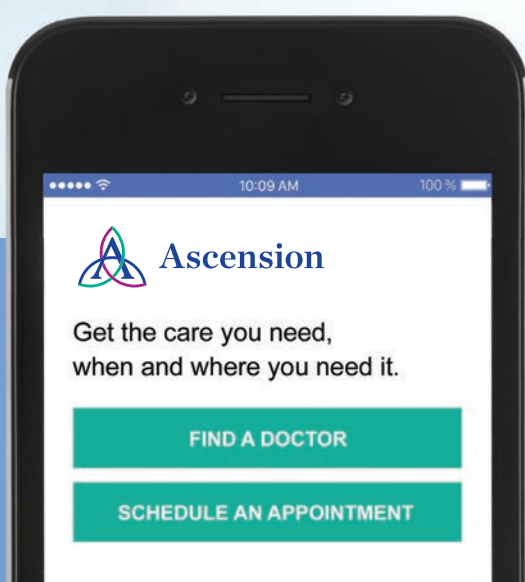 10:09 AM
100 %
Ascension
Get the care you need,
when and where you need it.
FIND A DOCTOR
SCHEDULE AN APPOINTMENT